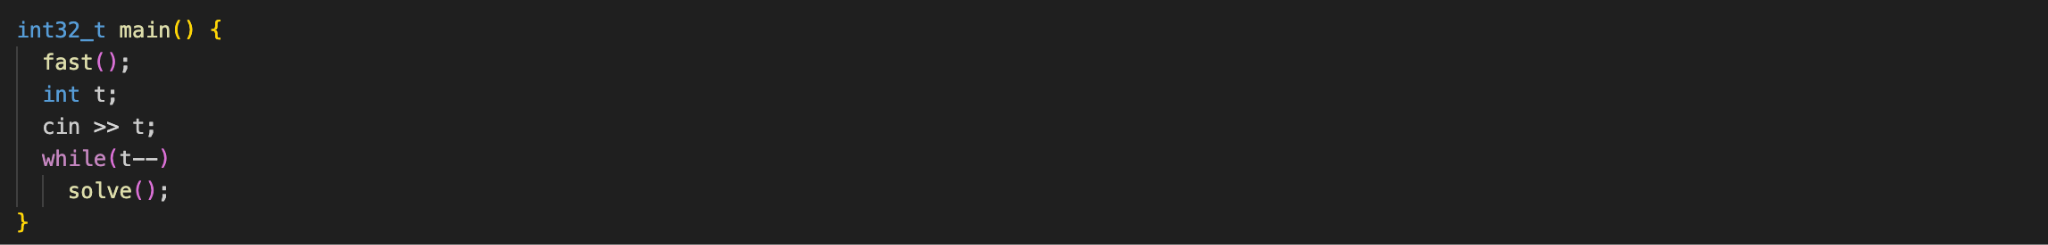 int32_t main() {
  fast();
  int t;
  cin >> t;
  while(t--)
    solve();
}